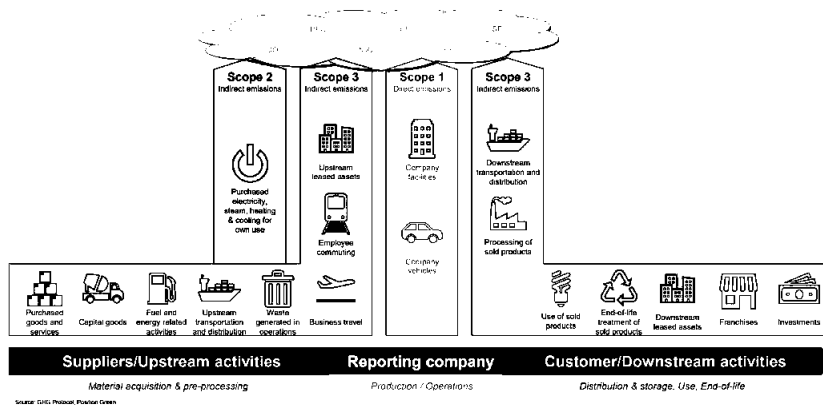 Scope 2
Indirect emissions
Scope 3
Indirect emissions
Scope 1
Direct emissions
Scope 3
Indirect emissions
Purchased
electricity,
steam, heating
& cooling for
own use
Upstream
leased assets
Employee
commuting
Company
facilities
Company
vehicles
Downstream
transportation and
distribution
Processing of
sold products
Purchased
goods and
services
Capital goods
Fuel and
energy related
activities
Upstream
transportation
and distribution
Waste
generated in
operations
Business travel
Use of sold
products
End-of-life
treatment of
sold products
Downstream
leased assets
Franchises
Investments
Suppliers/Upstream activities
Reporting company
Customer/Downstream activities
Material acquisition & pre-processing
Production / Operations
Distribution & storage, Use, End-of-life
Source: GHG Protocol, Position Green